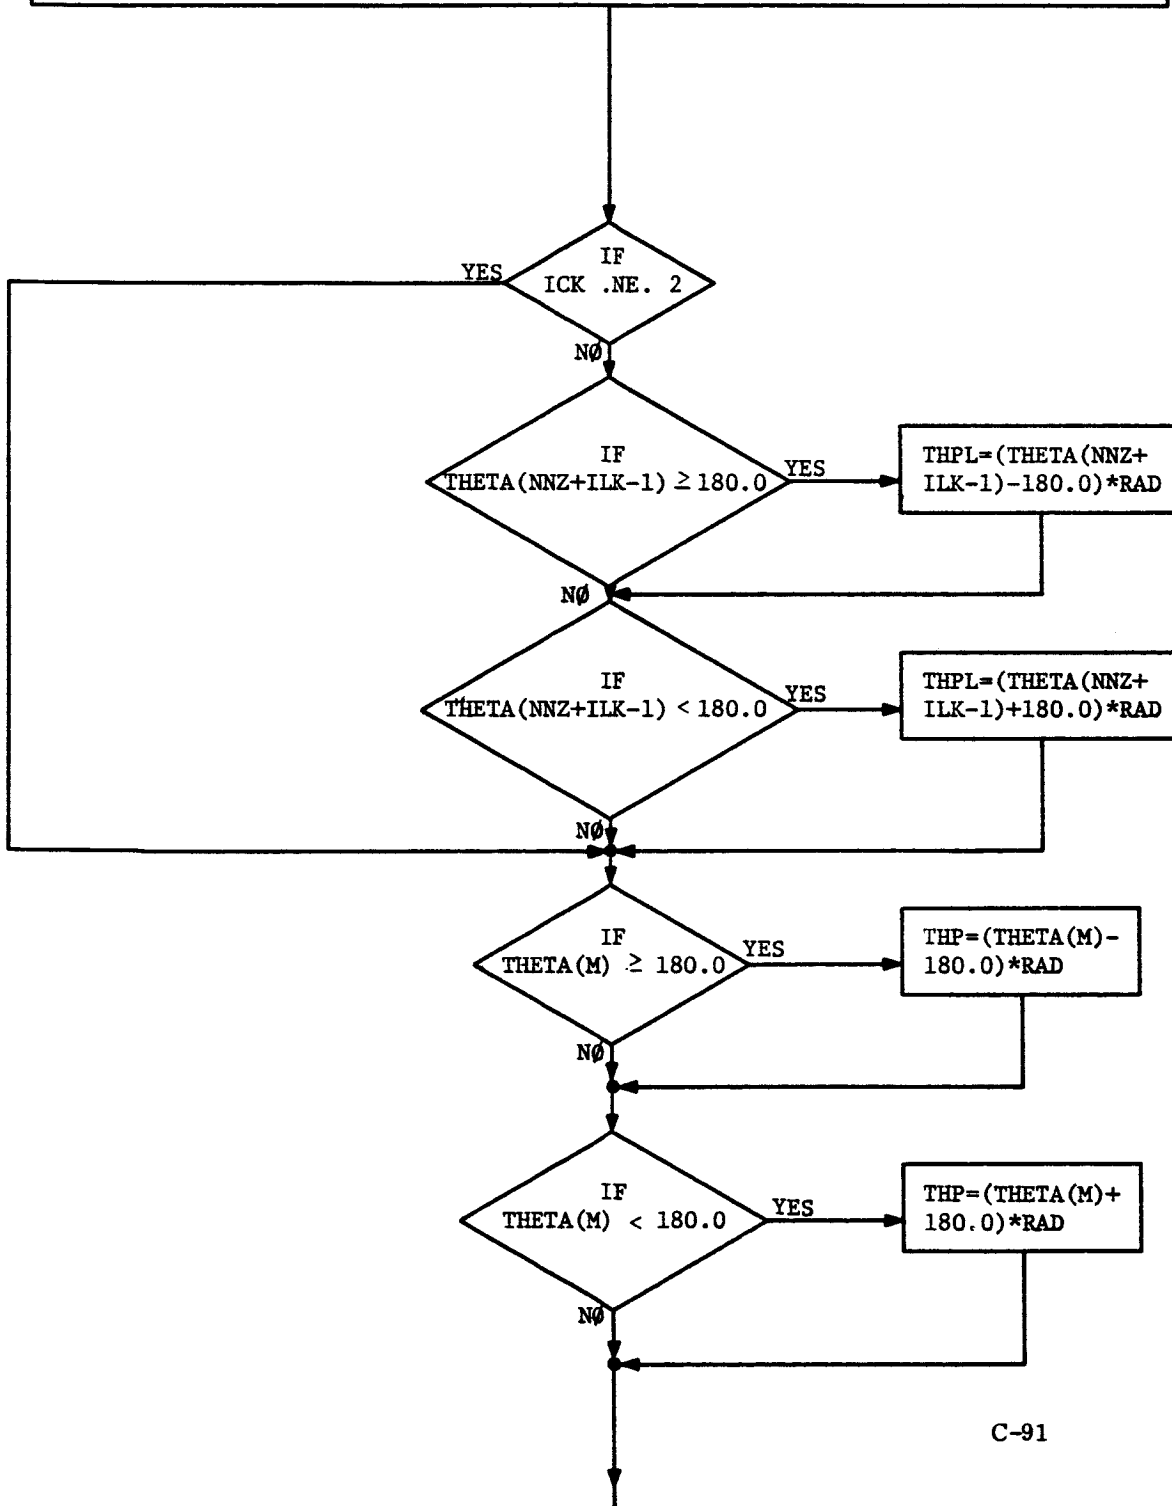 IF
ICK .NE. 2
YES
NØ
IF
THETA(NNZ+ILK-1) ≥ 180.0
YES
THPL=(THETA(NNZ+
ILK-1)-180.0)*RAD
NØ
IF
THETA(NNZ+ILK-1) < 180.0
YES
THPL=(THETA(NNZ+
ILK-1)+180.0)*RAD
NØ
IF
THETA(M) ≥ 180.0
YES
THP=(THETA(M)-
180.0)*RAD
NØ
IF
THETA(M) < 180.0
YES
THP=(THETA(M)+
180.0)*RAD
NØ
C-91